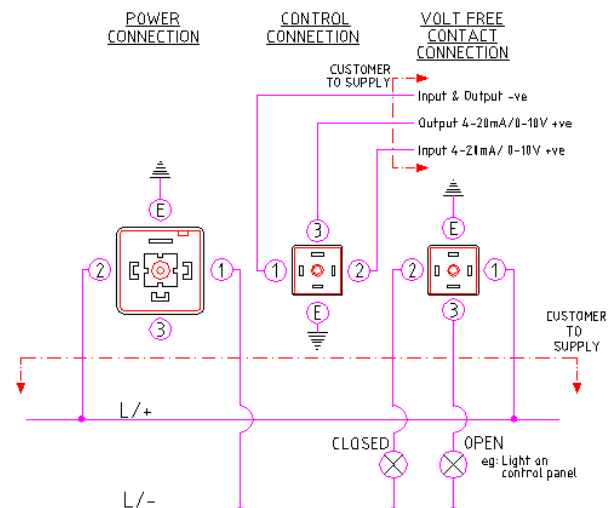 POWER
CONNECTION
CONTROL
CONNECTION
VOLT FREE
CONTACT
CONNECTION
CUSTOMER
TO SUPPLY
Input & Output -ve
Output 4-20mA/0-10V +ve
Input 4-20mA/ 0-10V +ve
E
2
1
3
3
1
2
E
E
2
1
3
CUSTOMER
TO
SUPPLY
L/+
CLOSED
OPEN
eg: Light on
control panel
L/-